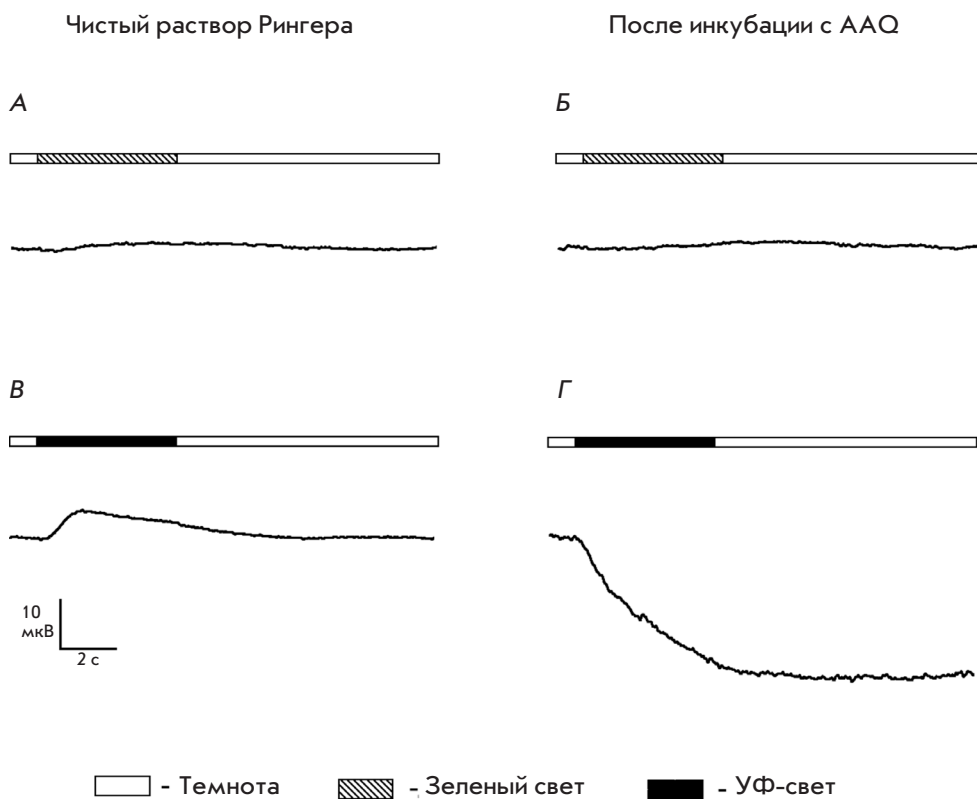 Чистый раствор Рингера
После инкубации с AAQ
А
Б
В
Г
10
мкВ
2 с
- Темнота
- Зеленый свет
- УФ-свет